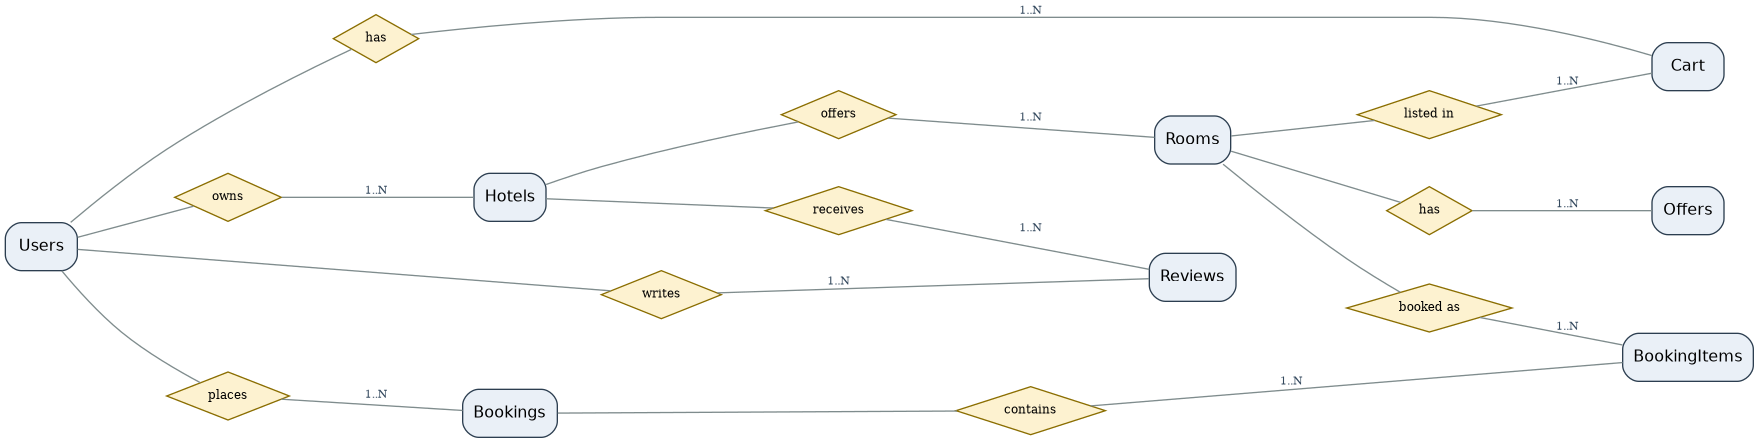 1..N
has
Cart
1..N
offers
1..N
listed in
Rooms
owns
1..N
Hotels
receives
1..N
has
1..N
Offers
Users
Reviews
writes
1..N
booked as
1..N
BookingItems
places
1..N
Bookings
contains
1..N